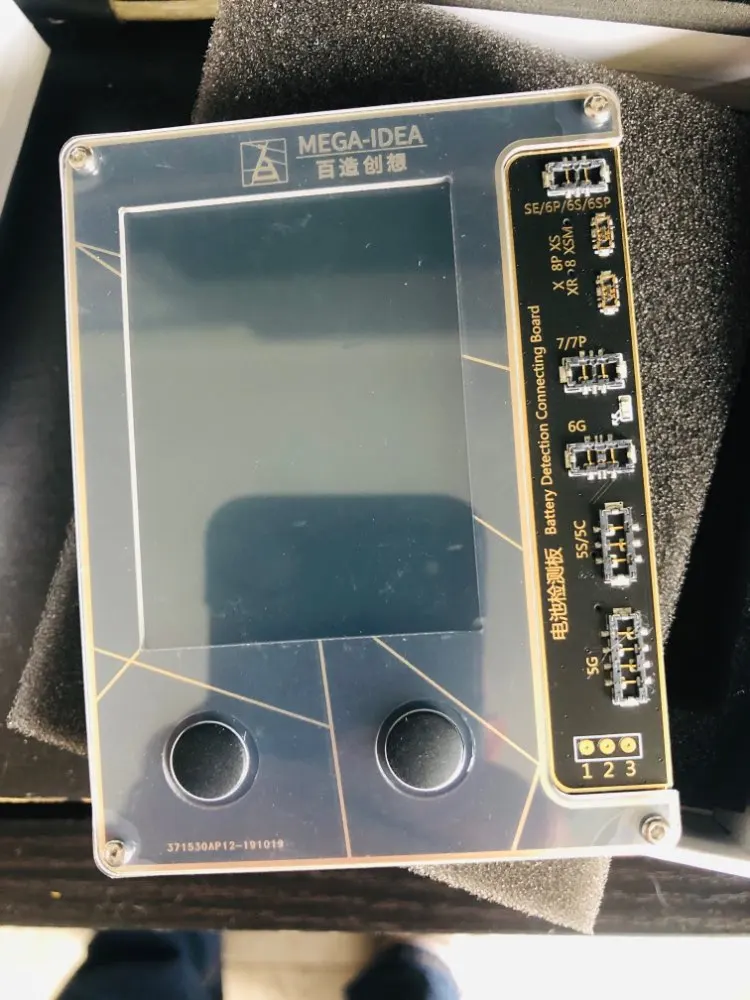 MEGA-IDEA
百造创想
SE/6P/6S/6SP
X 8P XS
XR 8 XSM
7/7P
6G
5S/5C
5G
1 2 3
电池检测板 Battery Detection Connecting Board
371530AP12-191019